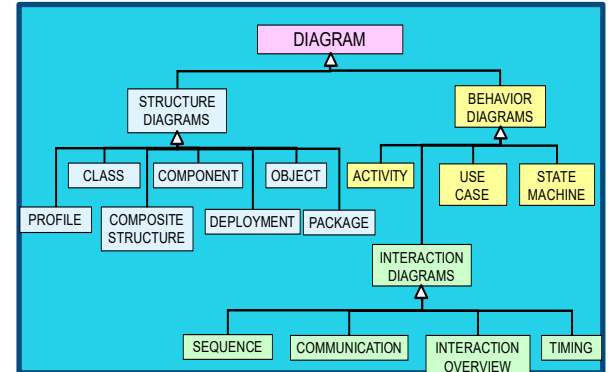 DIAGRAM
STRUCTURE
DIAGRAMS
BEHAVIOR
DIAGRAMS
CLASS
COMPONENT
OBJECT
ACTIVITY
USE
CASE
STATE
MACHINE
PROFILE
COMPOSITE
STRUCTURE
DEPLOYMENT
PACKAGE
INTERACTION
DIAGRAMS
SEQUENCE
COMMUNICATION
INTERACTION
OVERVIEW
TIMING